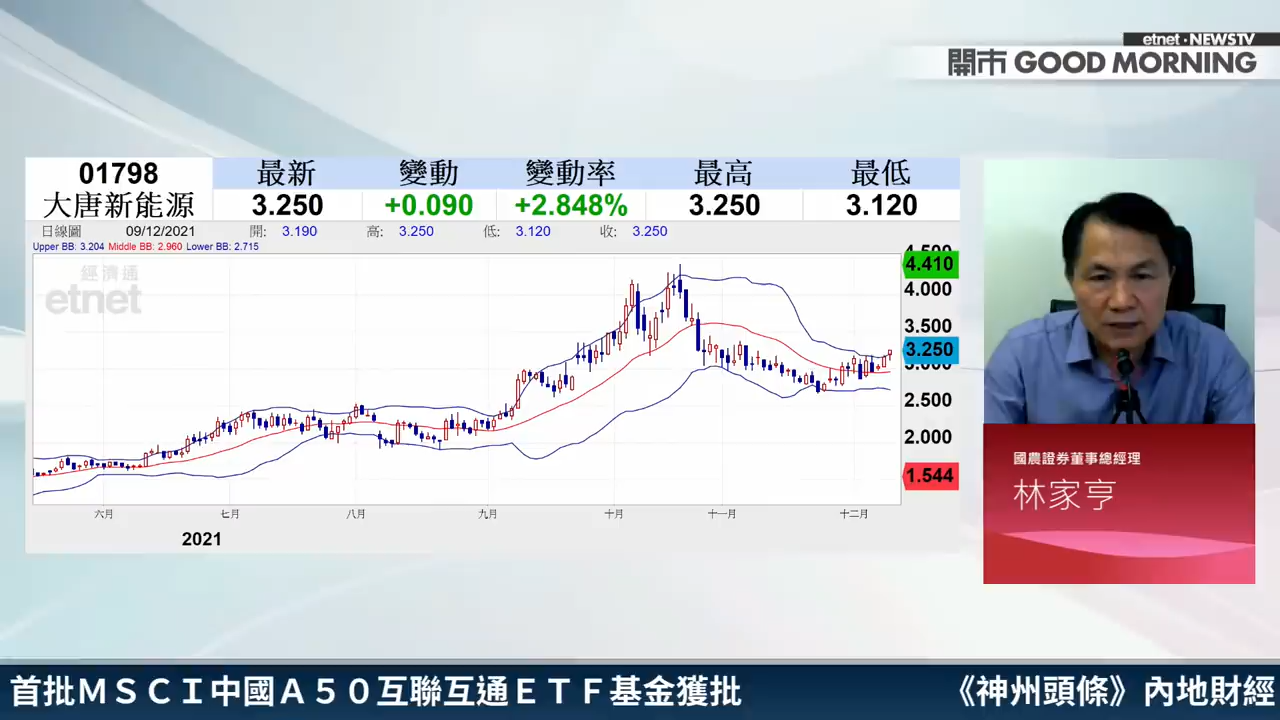 etnet・NEWSTV
開市 GOOD MORNING
01798
大唐新能源
最新 變動 變動率 最高 最低
3.250 +0.090 +2.848% 3.250 3.120
日線圖 09/12/2021 開: 3.190 高: 3.250 低: 3.120 收: 3.250
Upper BB: 3.204 Middle BB: 2.960 Lower BB: 2.715
經濟通
etnet
4.500
4.410
4.000
3.500
3.250
3.000
2.500
2.000
1.544
六月 七月 八月 九月 十月 十一月 十二月
2021
國農證券董事總經理
林家亨
首批ＭＳＣＩ中國Ａ５０互聯互通ＥＴＦ基金獲批 《神州頭條》內地財經